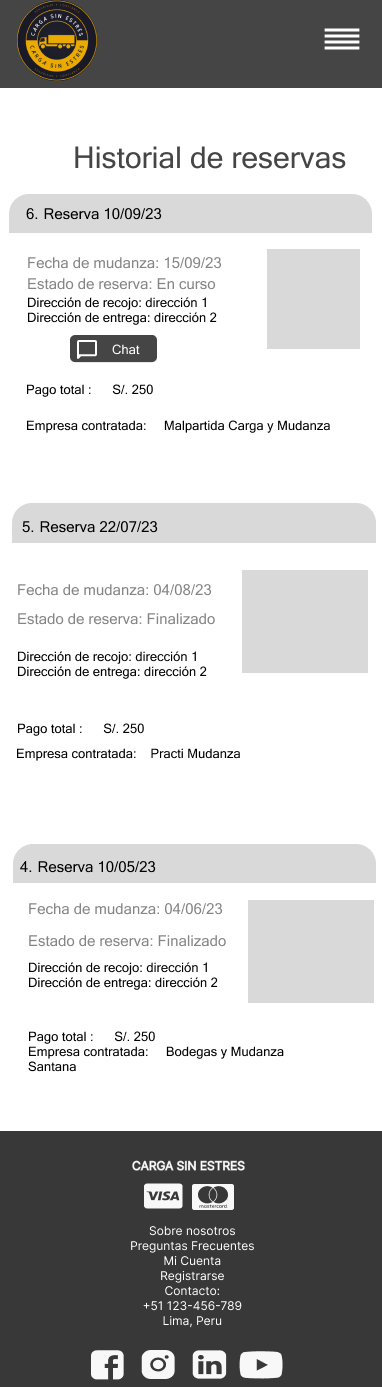 CARGA SIN ESTRES
CARGA SIN ESTRES
Historial de reservas
6. Reserva 10/09/23
Fecha de mudanza: 15/09/23
Estado de reserva: En curso
Dirección de recojo: dirección 1
Dirección de entrega: dirección 2
Chat
Pago total : S/. 250
Empresa contratada: Malpartida Carga y Mudanza
5. Reserva 22/07/23
Fecha de mudanza: 04/08/23
Estado de reserva: Finalizado
Dirección de recojo: dirección 1
Dirección de entrega: dirección 2
Pago total : S/. 250
Empresa contratada: Practi Mudanza
4. Reserva 10/05/23
Fecha de mudanza: 04/06/23
Estado de reserva: Finalizado
Dirección de recojo: dirección 1
Dirección de entrega: dirección 2
Pago total : S/. 250
Empresa contratada: Bodegas y Mudanza
Santana
CARGA SIN ESTRES
VISA mastercard
Sobre nosotros
Preguntas Frecuentes
Mi Cuenta
Registrarse
Contacto:
+51 123-456-789
Lima, Peru